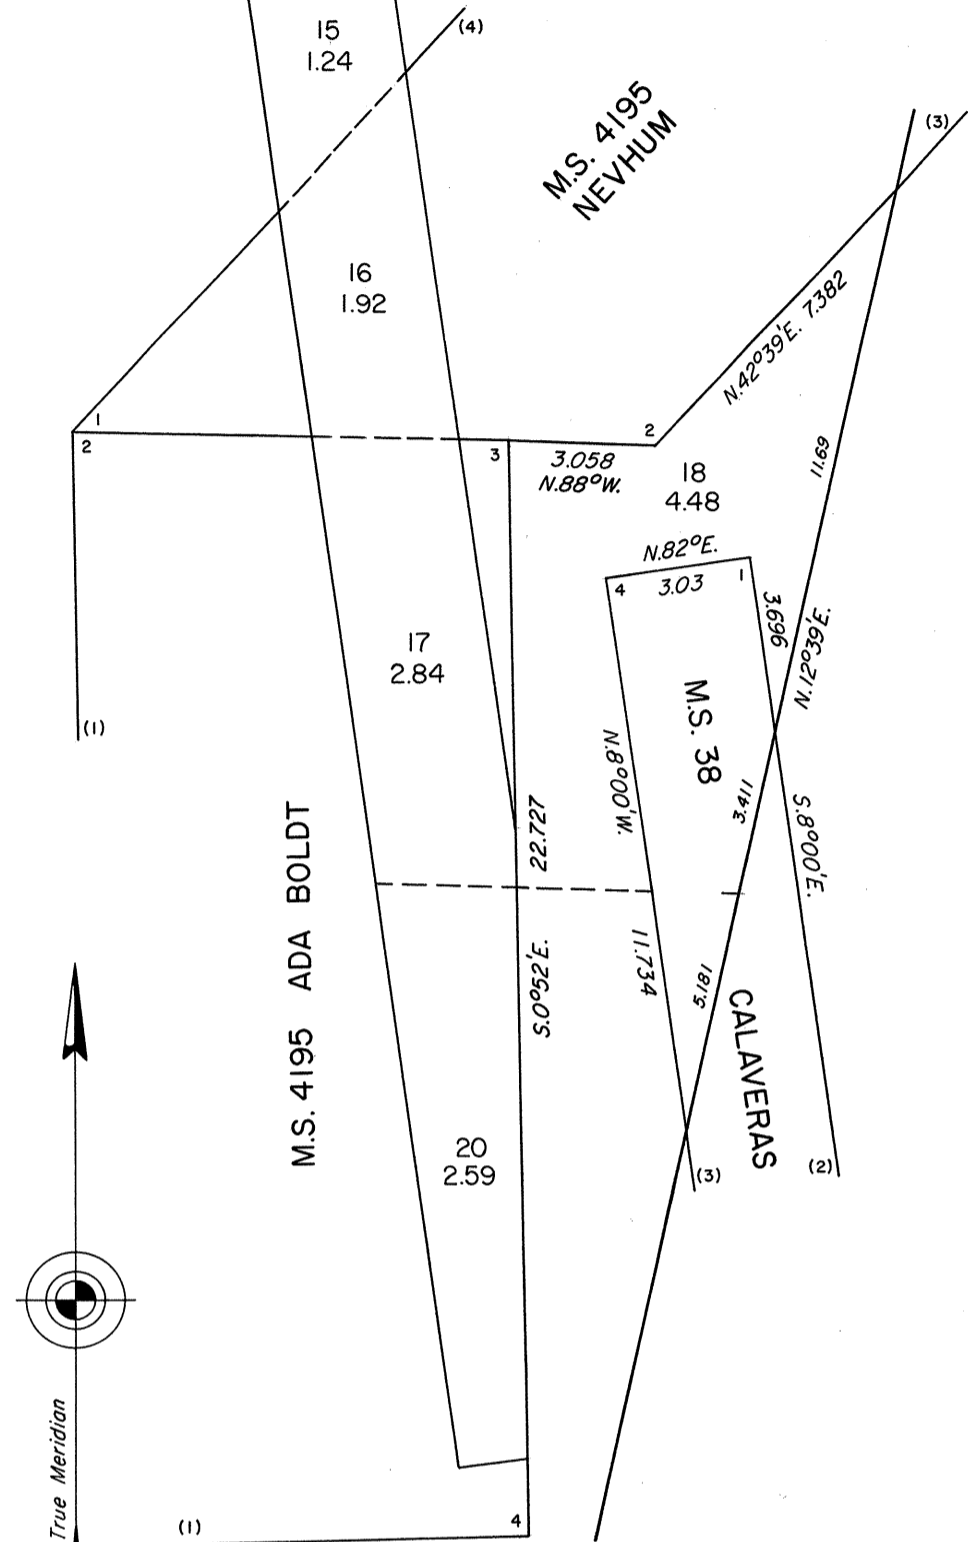 15
1.24
(4)
M.S. 4195
NEVHUM
(3)
16
1.92
N.42°39'E. 7.382
1
2
2
3
3.058
N.88°W.
18
4.48
11.69
N.82°E.
4
3.03
1
3.696
N.12°39'E.
17
2.84
M.S. 38
(1)
N.8°00'W.
3.411
S.8°00'E.
22.727
M.S. 4195 ADA BOLDT
11.734
S.0°52'E.
5.181
CALAVERAS
20
2.59
(3)
(2)
True Meridian
(1)
4